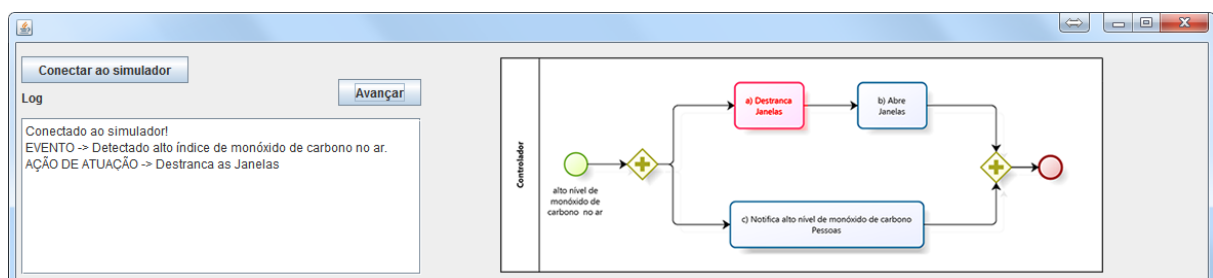 Conectar ao simulador
Log
Avançar
Conectado ao simulador!
EVENTO -> Detectado alto índice de monóxido de carbono no ar.
AÇÃO DE ATUAÇÃO -> Destranca as Janelas
Controlador
alto nível de
monóxido de
carbono no ar
a) Destranca
Janelas
b) Abre
Janelas
c) Notifica alto nível de monóxido de carbono
Pessoas